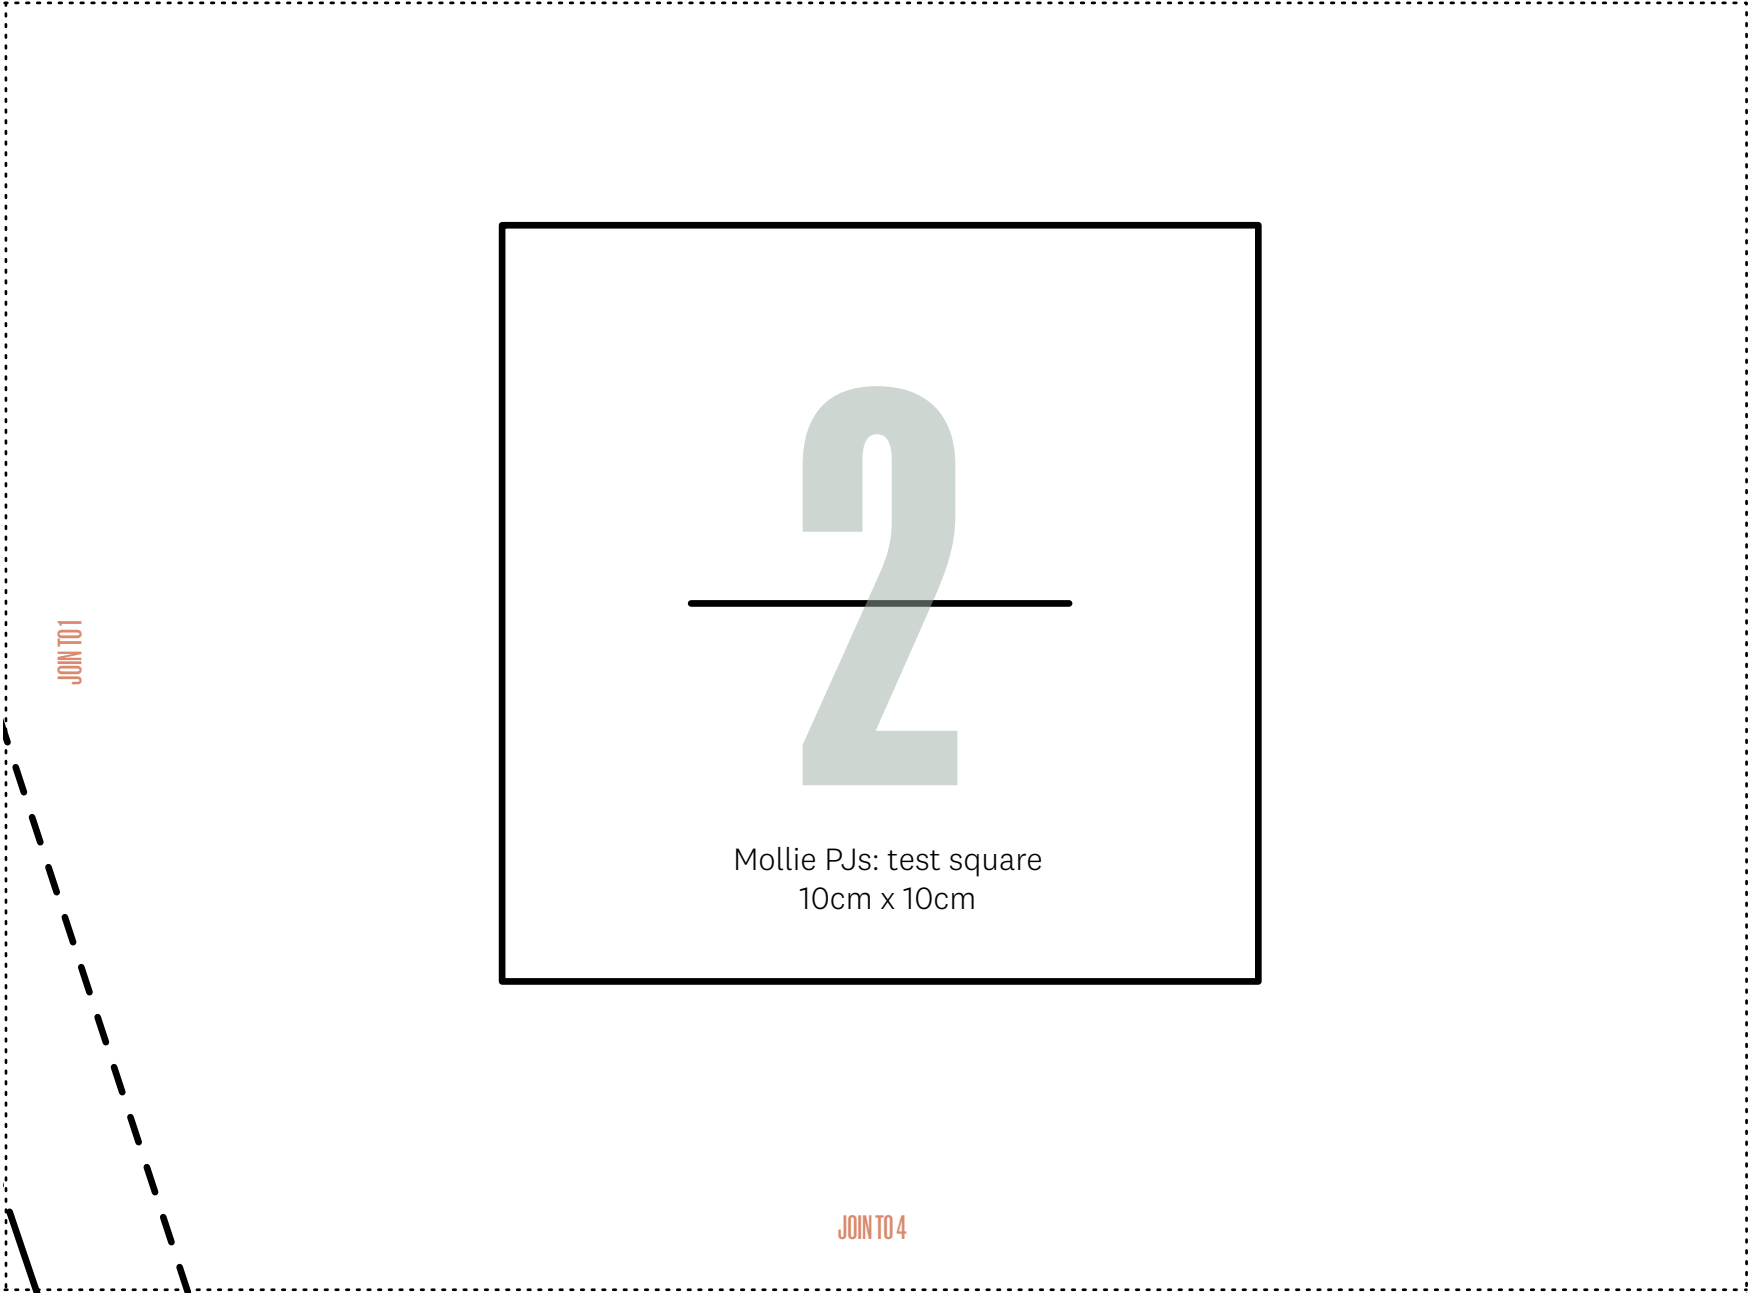 2
JOIN TO 1
Mollie PJs: test square
10cm x 10cm
JOIN TO 4